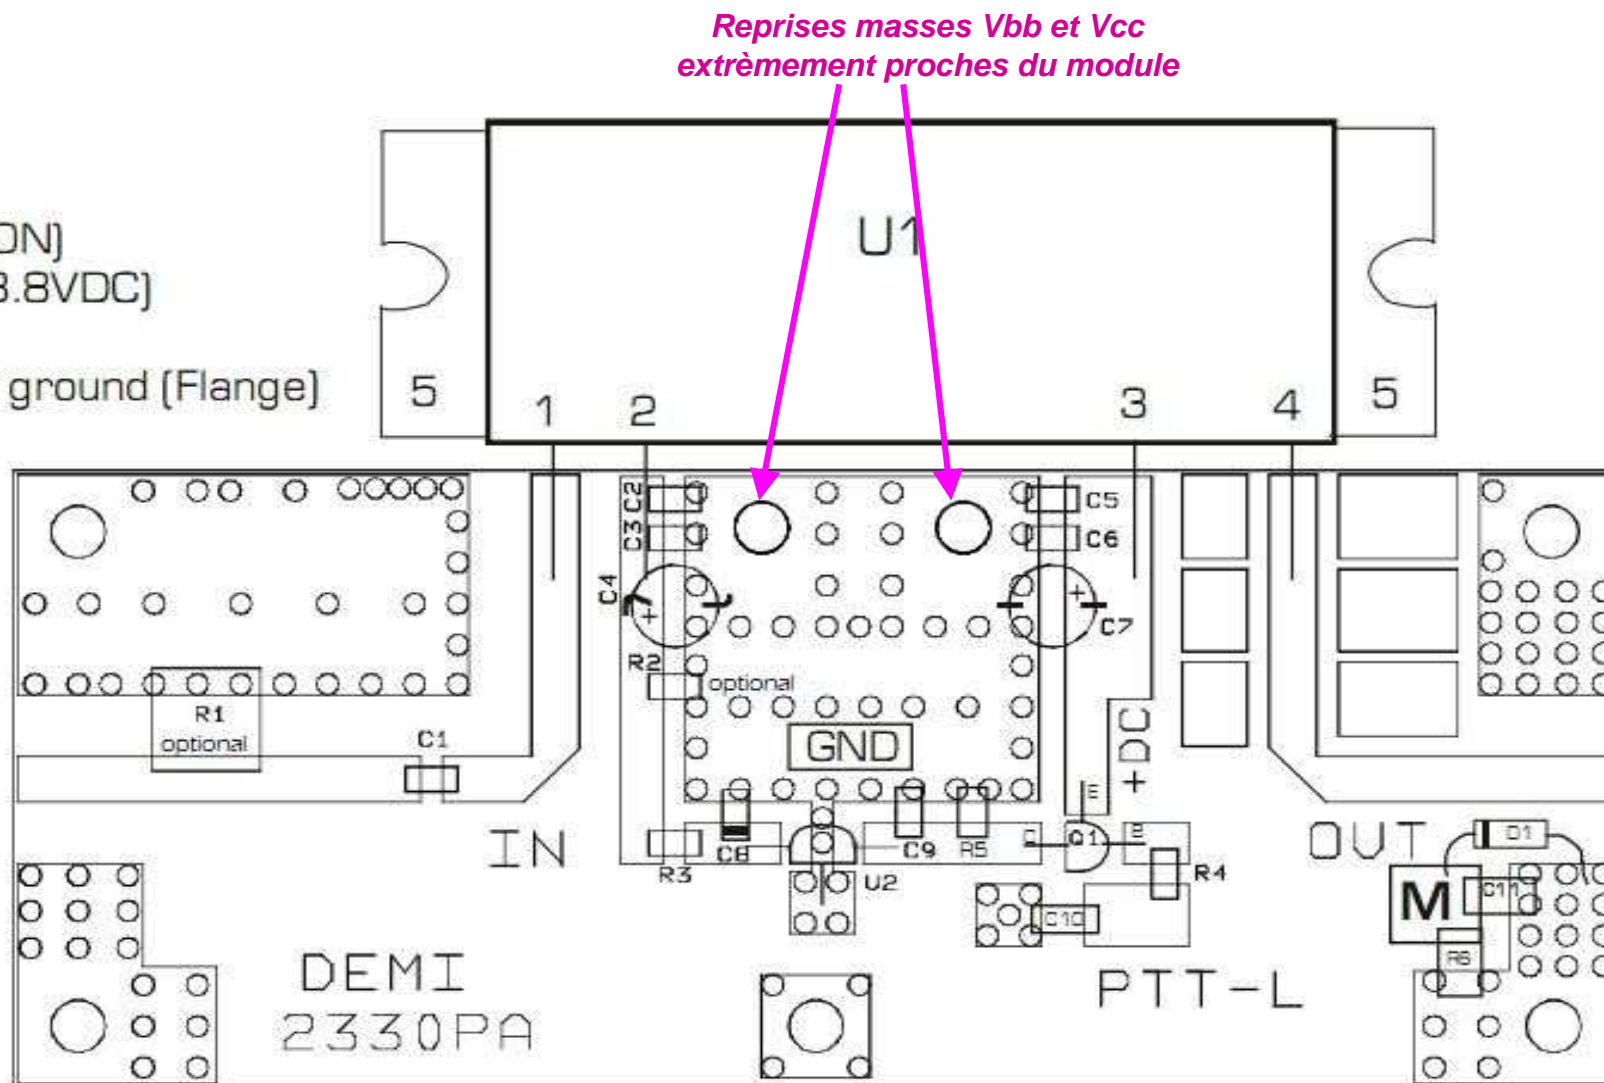 Reprises masses Vbb et Vcc
extrèmement proches du module
ON)
3.8VDC)
ground (Flange)
U1
5
1
2
3
4
5
C2
C3
C4
C5
C6
C7
R2
optional
R1
optional
C1
GND
+DC
IN
R3
C8
U2
C9
R5
C
Q1
E
B
R4
C10
OUT
D1
M
C11
R6
DEMI
2330PA
PTT-L